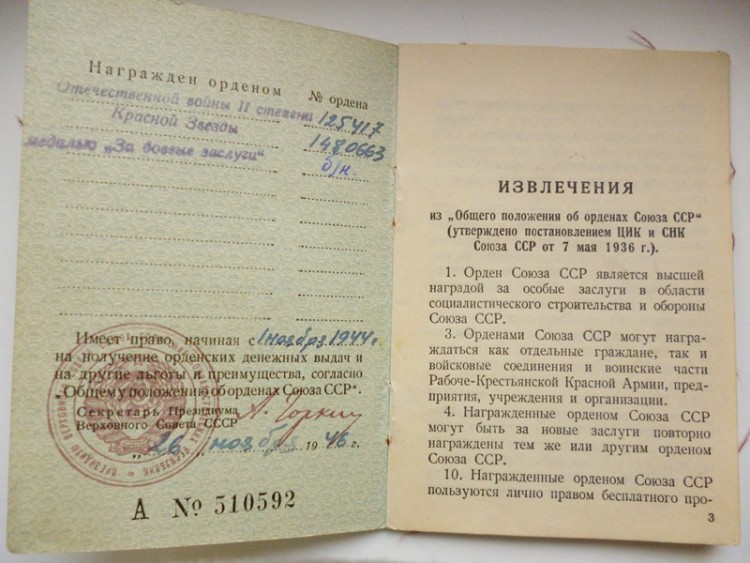 Награжден орденом
№ ордена
Отечественной войны II степени 125417
Красной Звезды 1480663
медалью „За боевые заслуги“ б/н.
Имеет право, начиная с 1 ноябр. 1944 г.
на получение орденских денежных выдач и
на другие льготы и преимущества, согласно
„Общему положению об орденах Союза ССР“.
Секретарь Президиума
Верховного Совета СССР
А. Горкин
„26„ ноября 1946 г.
А № 510592
ИЗВЛЕЧЕНИЯ
из „Общего положения об орденах Союза ССР“
(утверждено постановлением ЦИК и СНК
Союза ССР от 7 мая 1936 г.).
1. Орден Союза ССР является высшей
наградой за особые заслуги в области
социалистического строительства и обороны
Союза ССР.
3. Орденами Союза ССР могут награ-
ждаться как отдельные граждане, так и
войсковые соединения и воинские части
Рабоче-Крестьянской Красной Армии, пред-
приятия, учреждения и организации.
4. Награжденные орденом Союза ССР
могут быть за новые заслуги повторно
награждены тем же или другим орденом
Союза ССР.
10. Награжденные орденом Союза ССР
пользуются лично правом бесплатного про-
3